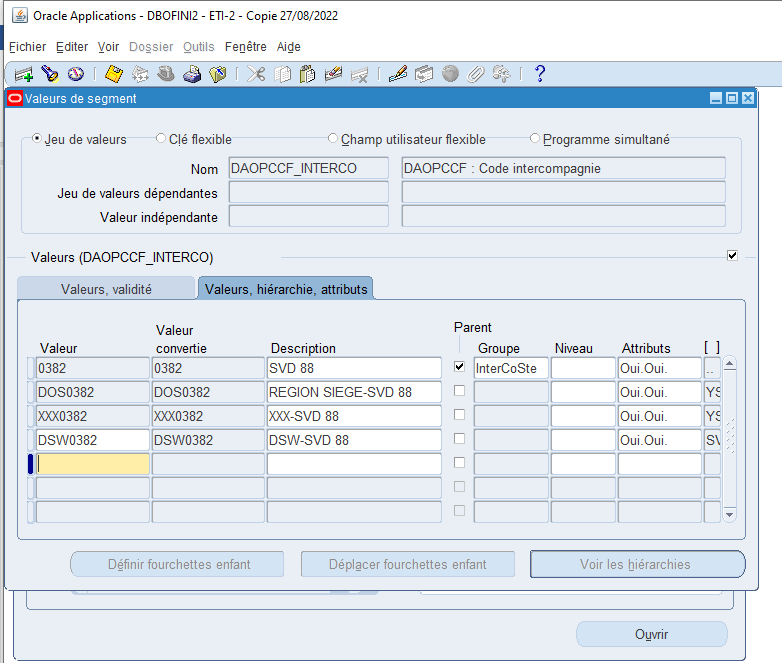 Oracle Applications - DBOFINI2 - ETI-2 - Copie 27/08/2022
Fichier Editer Voir Dossier Outils Fenêtre Aide
Valeurs de segment
Jeu de valeurs Clé flexible Champ utilisateur flexible Programme simultané
Nom DAOPCCF_INTERCO DAOPCCF : Code intercompagnie
Jeu de valeurs dépendantes
Valeur indépendante
Valeurs (DAOPCCF_INTERCO)
Valeurs, validité Valeurs, hiérarchie, attributs
Parent
Valeur
Valeur convertie Description Groupe Niveau Attributs [ ]
0382 0382 SVD 88 InterCoSte Oui.Oui. ..
DOS0382 DOS0382 REGION SIEGE-SVD 88 Oui.Oui. YS
XXX0382 XXX0382 XXX-SVD 88 Oui.Oui. YS
DSW0382 DSW0382 DSW-SVD 88 Oui.Oui. SV
Définir fourchettes enfant Déplacer fourchettes enfant Voir les hiérarchies
Ouvrir